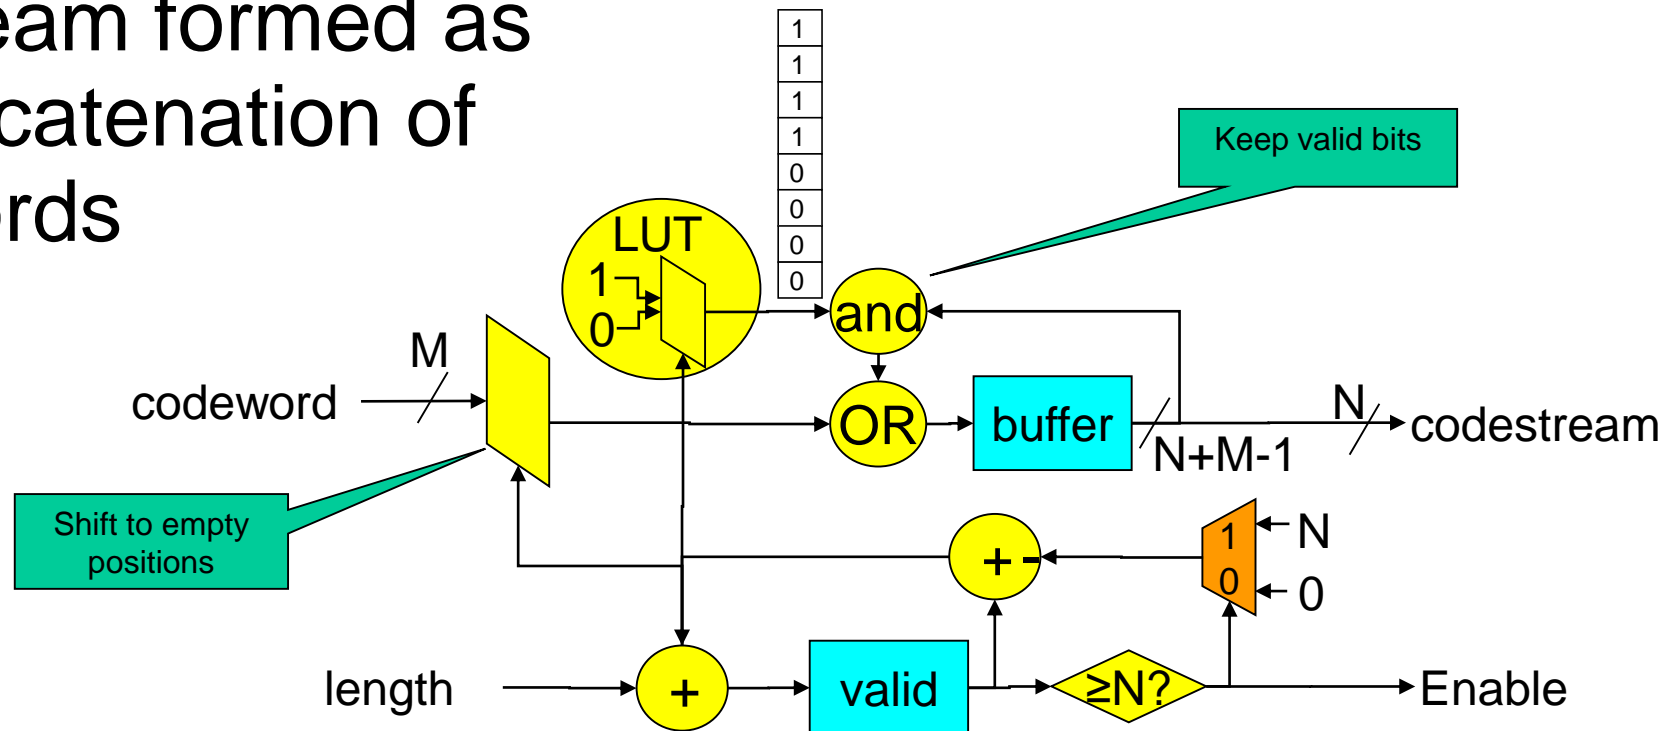 eam formed as
catenation of
rds
1
1
1
1
0
0
0
0
Keep valid bits
LUT
1
0
and
M
codeword
OR
buffer
N+M-1
N
codestream
Shift to empty
positions
+-
1
0
N
0
length
+
valid
≥N?
Enable